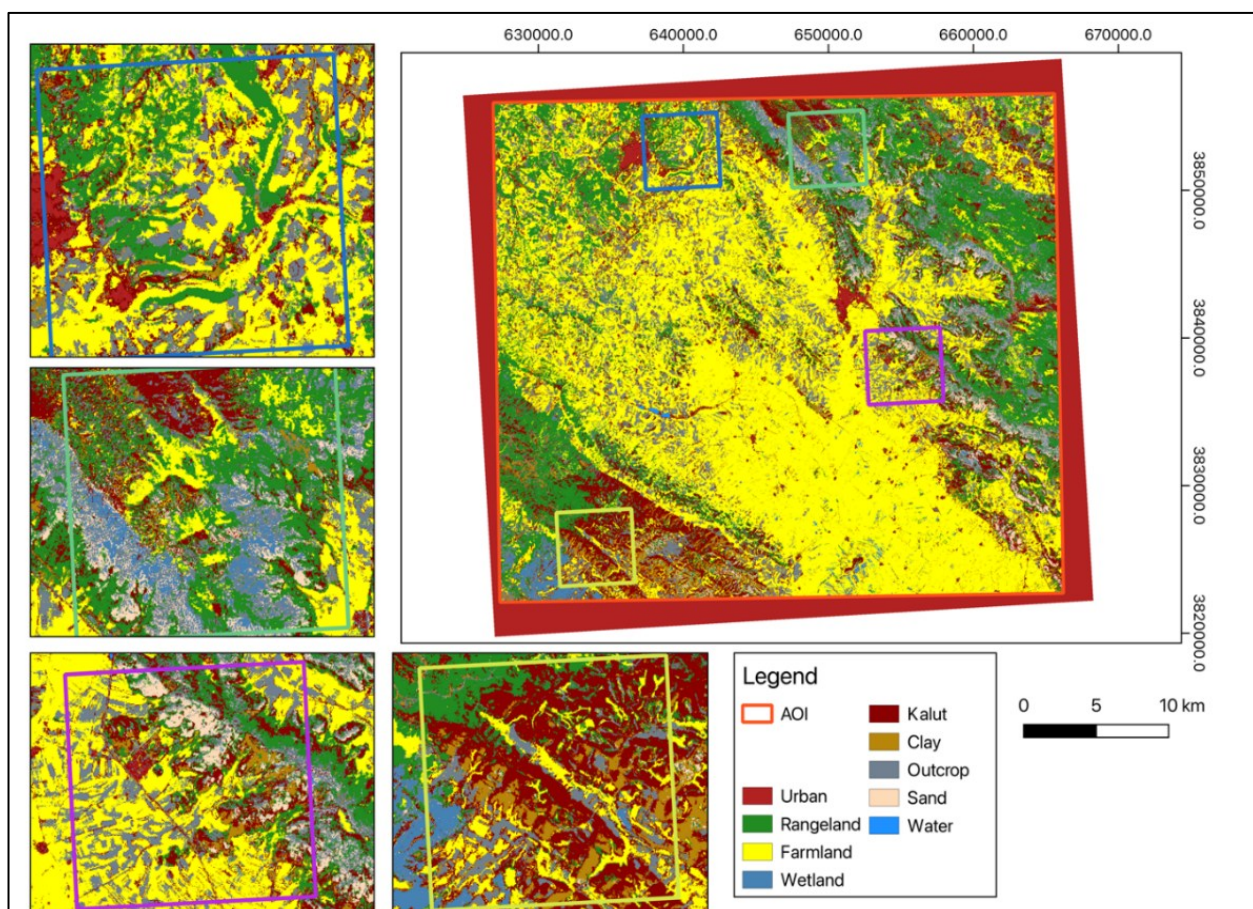 630000.0 640000.0 650000.0 660000.0 670000.0
3850000.0
3840000.0
3830000.0
3820000.0
Legend
AOI
Urban
Rangeland
Farmland
Wetland
Kalut
Clay
Outcrop
Sand
Water
0 5 10 km